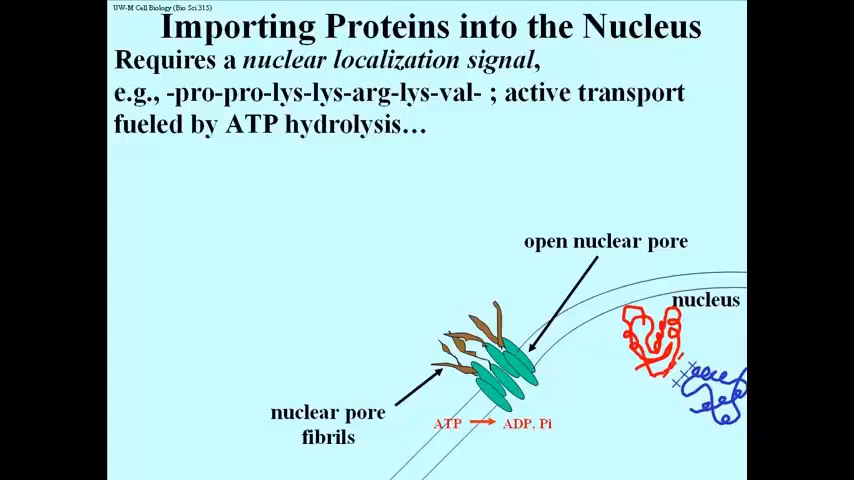 UW-M Cell Biology (Bio Sci 315)
Importing Proteins into the Nucleus
Requires a nuclear localization signal,
e.g., -pro-pro-lys-lys-arg-lys-val- ; active transport
fueled by ATP hydrolysis…
open nuclear pore
nucleus
nuclear pore
fibrils
ATP ADP, Pi